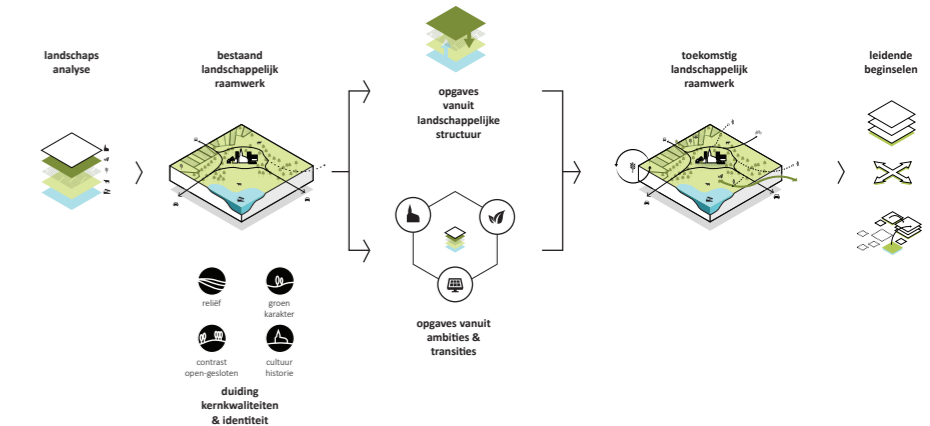 landschaps
analyse
bestaand
landschappelijk
raamwerk
reliëf
groen
karakter
contrast
open-gesloten
cultuur
historie
duiding
kernkwaliteiten
& identiteit
opgaves
vanuit
landschappelijke
structuur
opgaves vanuit
ambities &
transities
toekomstig
landschappelijk
raamwerk
leidende
beginselen